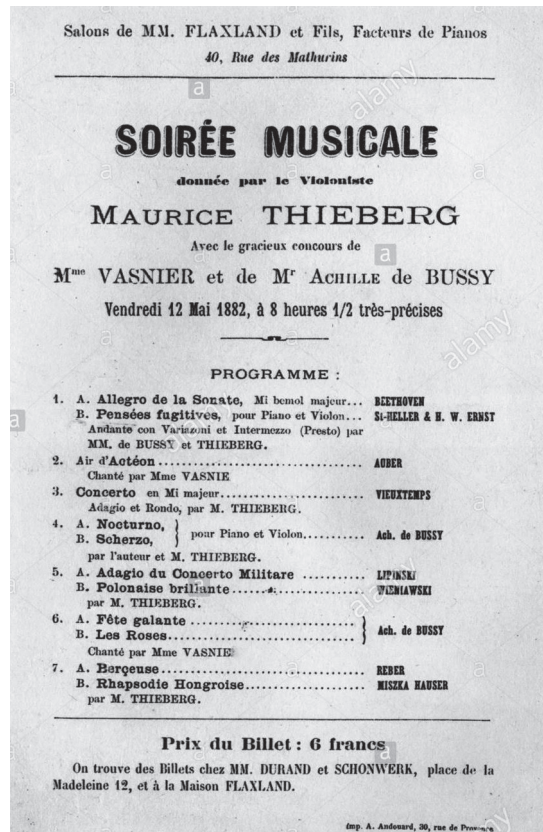 Salons de MM. FLAXLAND et Fils, Facteurs de Pianos
40, Rue des Mathurins
SOIRÉE MUSICALE
donnée par le Violoniste
MAURICE THIEBERG
Avec le gracieux concours de
Mme VASNIER et de Mr ACHILLE de BUSSY
Vendredi 12 Mai 1882, à 8 heures 1/2 très-précises
PROGRAMME :
1. A. Allegro de la Sonate, Mi bemol majeur... BEETHOVEN
B. Pensées fugitives, pour Piano et Violon... St-HELLER & H. W. ERNST
Andante con Variazoni et Intermezzo (Presto) par
MM. de BUSSY et THIEBERG.
2. Air d'Actéon ........ AUBER
Chanté par Mme VASNIE
3. Concerto en Mi majeur........ VIEUXTEMPS
Adagio et Rondo, par M. THIEBERG.
4. A. Nocturno,
B. Scherzo, } pour Piano et Violon........ Ach. de BUSSY
par l'auteur et M. THIEBERG.
5. A. Adagio du Concerto Militare ........ LIPINSKI
B. Polonaise brillante ........ WIENIAWSKI
par M. THIEBERG.
6. A. Fête galante ........
B. Les Roses........ } Ach. de BUSSY
Chanté par Mme VASNIE
7. A. Berçeuse........ REBER
B. Rhapsodie Hongroise........ MISZKA HAUSER
par M. THIEBERG.
Prix du Billet : 6 francs
On trouve des Billets chez MM. DURAND et SCHONWERK, place de la
Madeleine 12, et à la Maison FLAXLAND.
Imp. A. Andouard, 30, rue de Provence
alamy
alamy
alamy